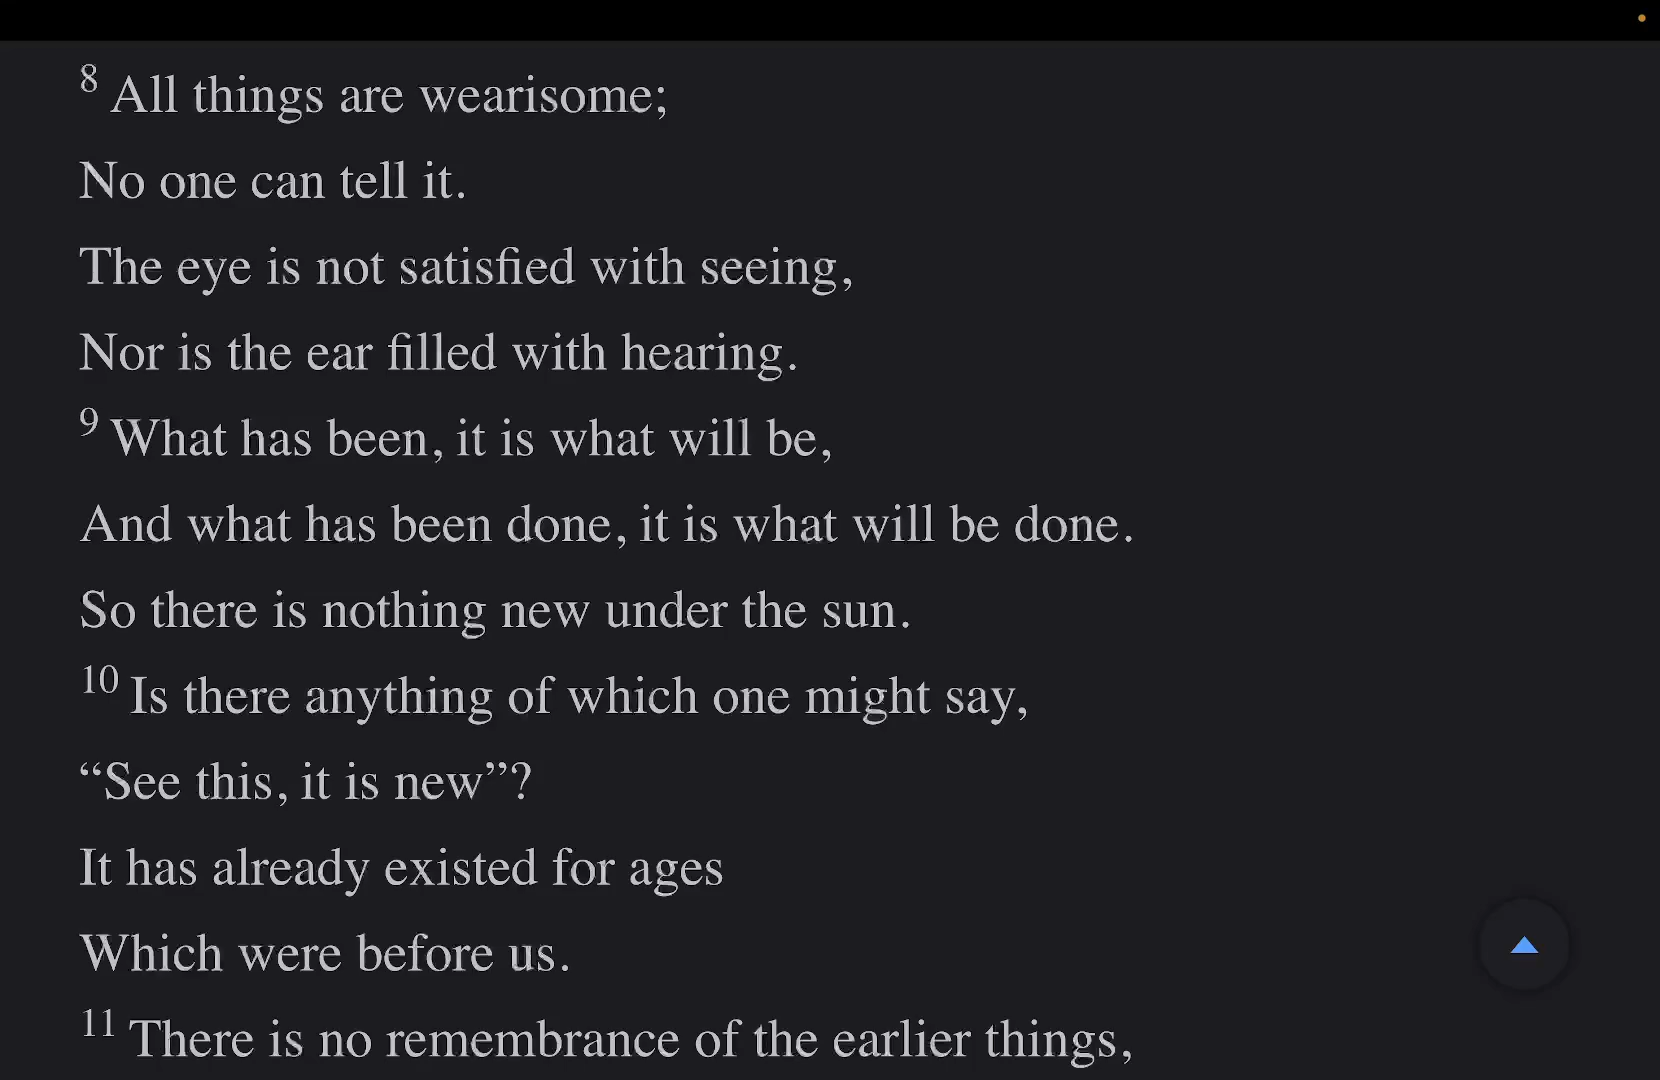 8 All things are wearisome;
No one can tell it.
The eye is not satisfied with seeing,
Nor is the ear filled with hearing.
9 What has been, it is what will be,
And what has been done, it is what will be done.
So there is nothing new under the sun.
10 Is there anything of which one might say,
“See this, it is new”?
It has already existed for ages
Which were before us.
11 There is no remembrance of the earlier things,